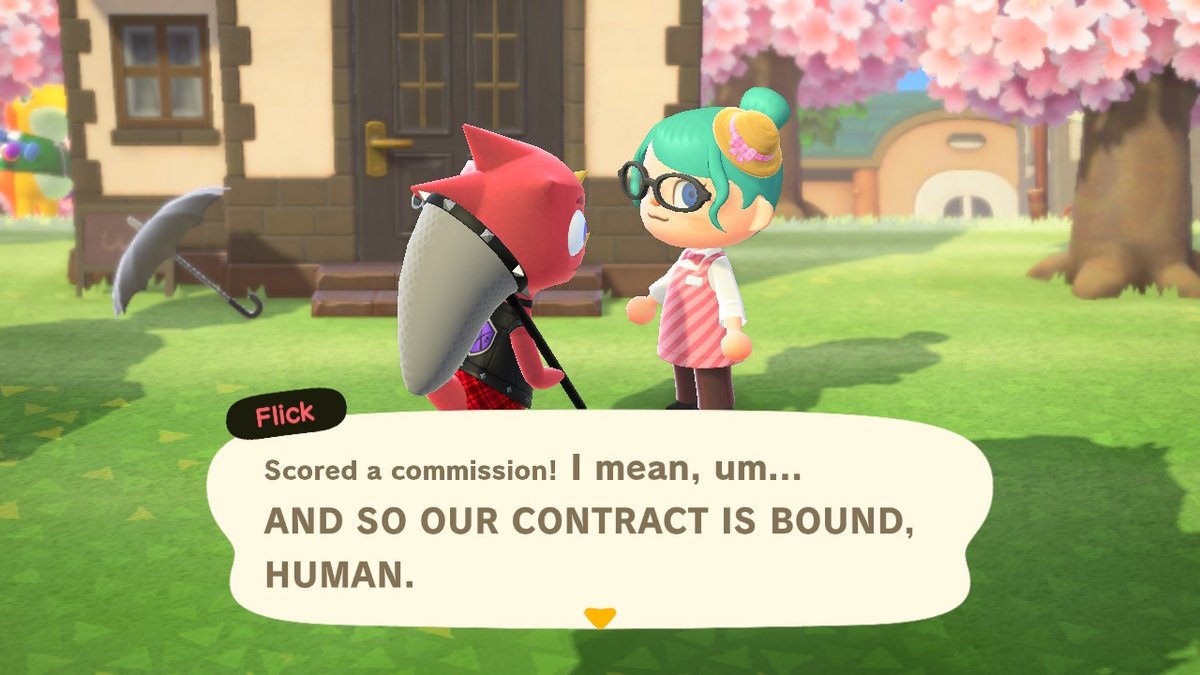 Flick
Scored a commission! I mean, um...
AND SO OUR CONTRACT IS BOUND,
HUMAN.